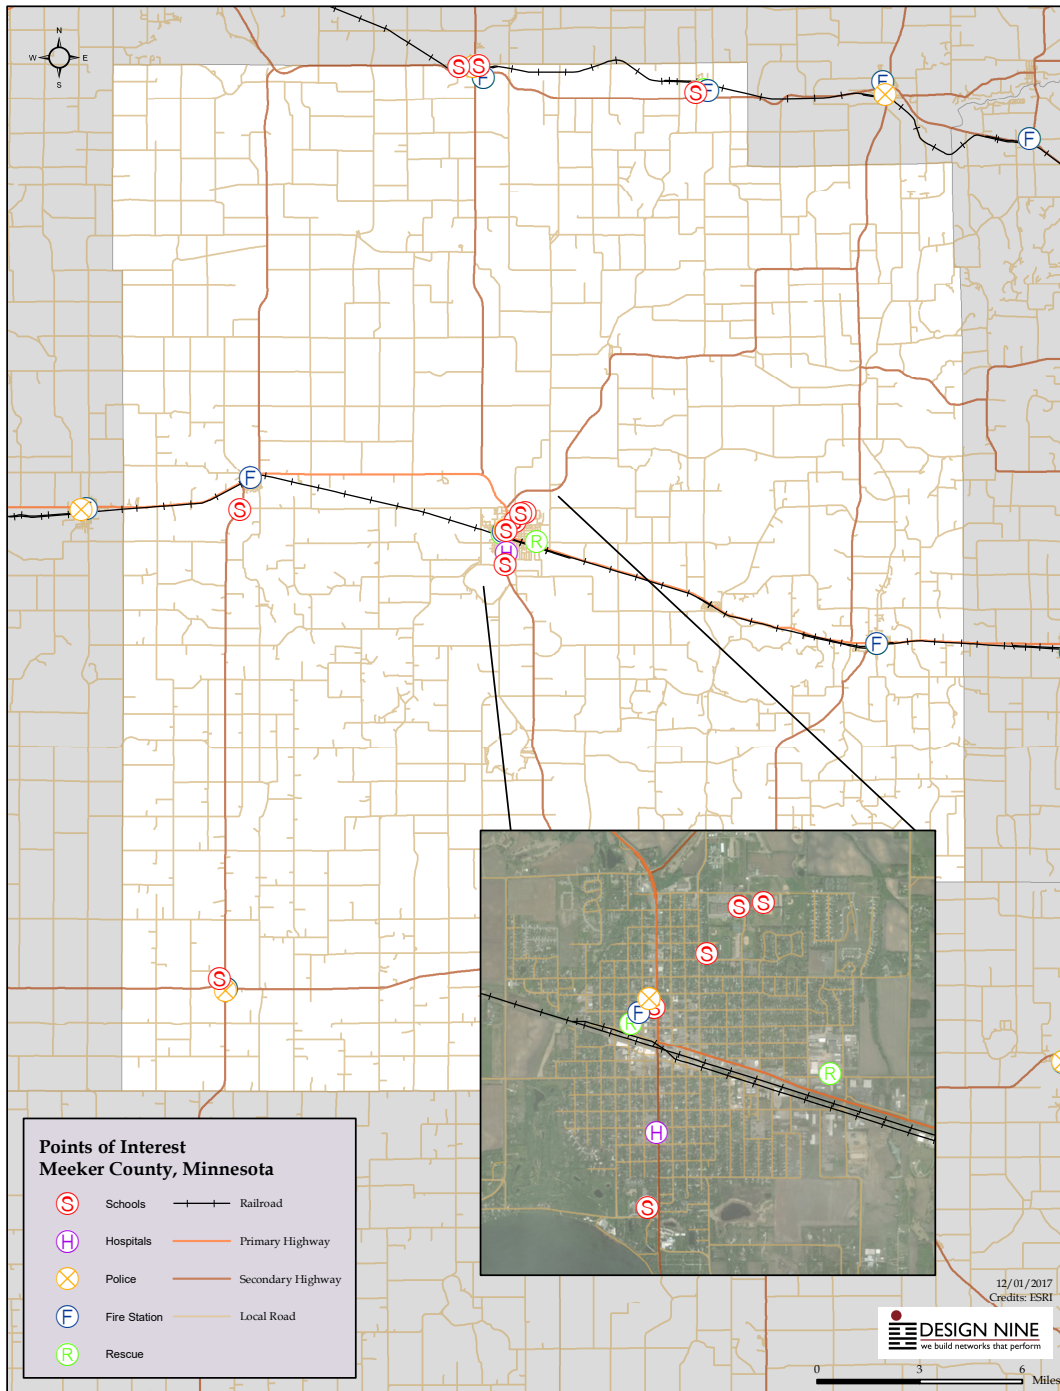 N
W E
S
S S
F
S F
F
F
F
F
S
S
S
R
H
S
F
S
S S
S
S
F
R
R
H
S
Points of Interest
Meeker County, Minnesota
S Schools Railroad
H Hospitals Primary Highway
Police Secondary Highway
F Fire Station Local Road
R Rescue
12/01/2017
Credits: ESRI
DESIGN NINE
we build networks that perform
0 3 6
Miles